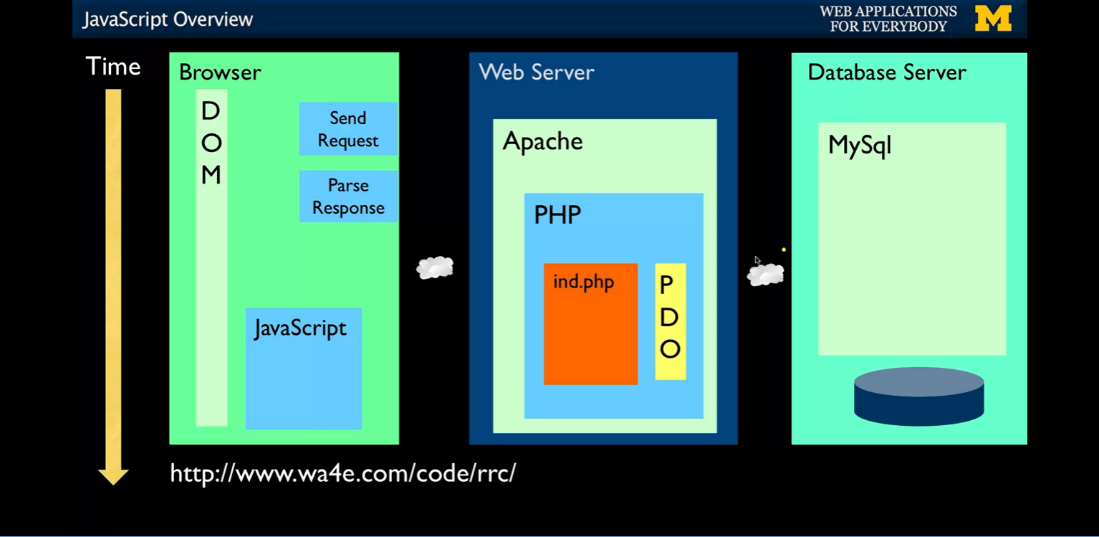 JavaScript Overview
WEB APPLICATIONS
FOR EVERYBODY
M
Time
Browser
D
O
M
Send
Request
Parse
Response
JavaScript
Web Server
Apache
PHP
ind.php
P
D
O
Database Server
MySql
http://www.wa4e.com/code/rrc/